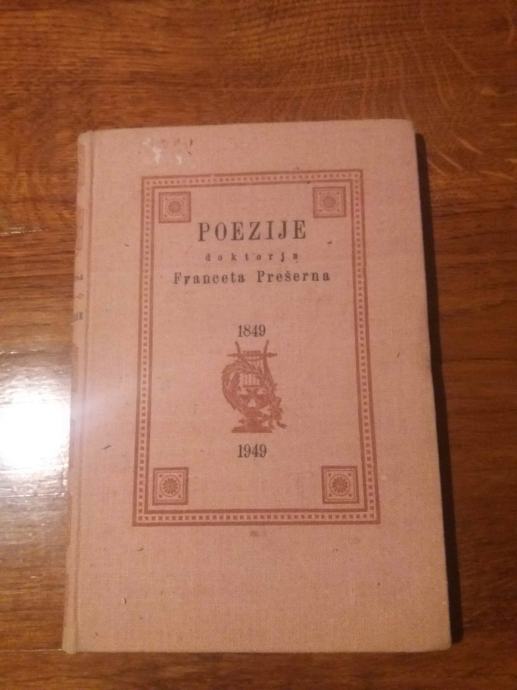 POEZIJE
doktorja
Franceta Prešerna
1849
1949